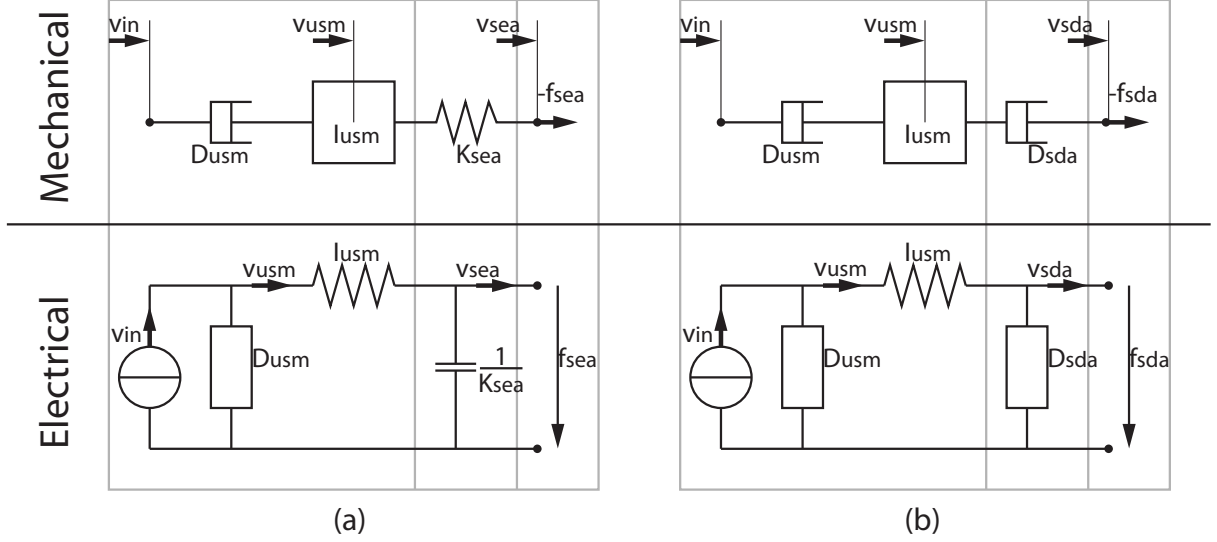 Mechanical
vin
vusm
vsea
-fsea
Dusm
Iusm
Ksea
vin
vusm
vsda
-fsda
Dusm
Iusm
Dsda
Electrical
Iusm
vusm
vsea
vin
Dusm
1
Ksea
fsea
Iusm
vusm
vsda
vin
Dusm
Dsda
fsda
(a)
(b)